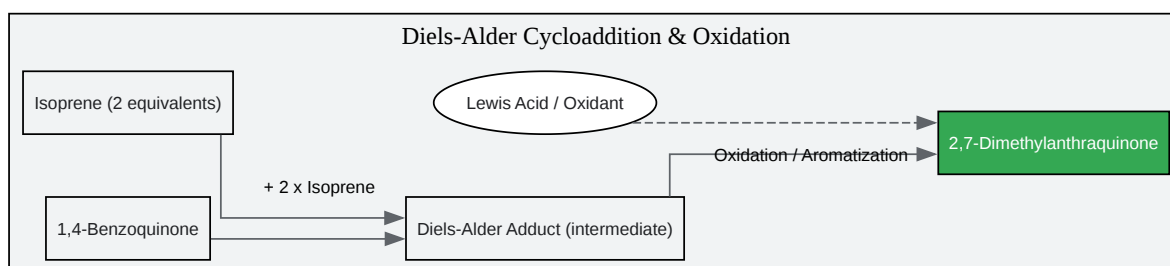 Diels-Alder Cycloaddition & Oxidation
Isoprene (2 equivalents)
Lewis Acid / Oxidant
2,7-Dimethylanthraquinone
Oxidation / Aromatization
+ 2 x Isoprene
1,4-Benzoquinone
Diels-Alder Adduct (intermediate)